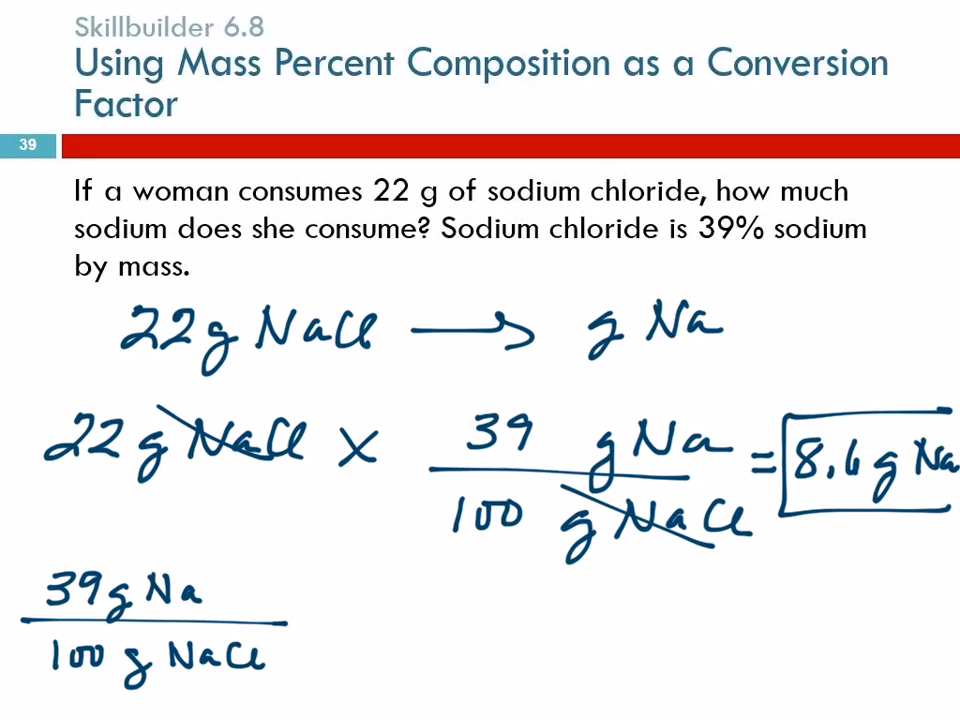 Skillbuilder 6.8
Using Mass Percent Composition as a Conversion
Factor
39
If a woman consumes 22 g of sodium chloride, how much
sodium does she consume? Sodium chloride is 39% sodium
by mass.
22g NaCl → g Na
22 g NaCl × 39 g Na / 100 g NaCl = 8.6 g Na
39 g Na
100 g NaCl